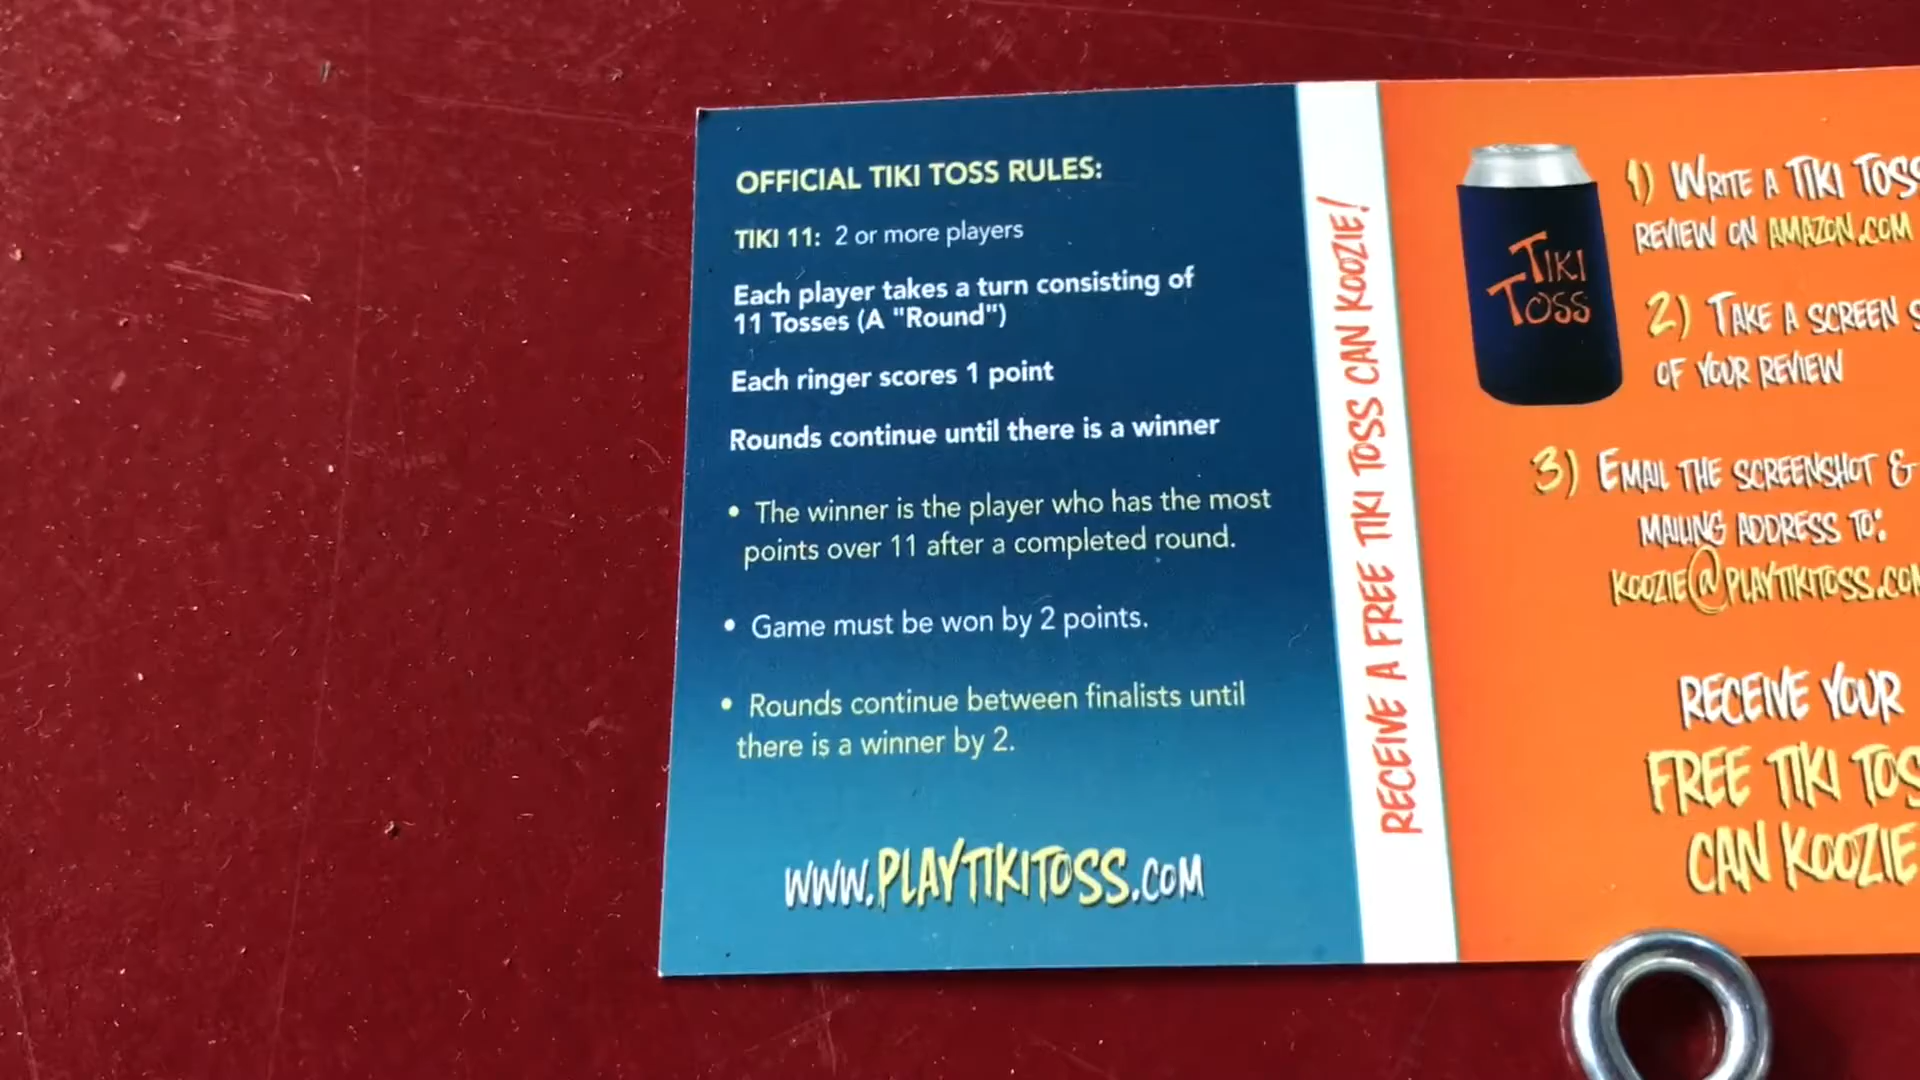 OFFICIAL TIKI TOSS RULES:
TIKI 11: 2 or more players
Each player takes a turn consisting of
11 Tosses (A "Round")
Each ringer scores 1 point
Rounds continue until there is a winner
• The winner is the player who has the most
points over 11 after a completed round.
• Game must be won by 2 points.
• Rounds continue between finalists until
there is a winner by 2.
WWW.PLAYTIKITOSS.COM
RECEIVE A FREE TIKI TOSS CAN KOOZIE!
TIKI
TOSS
1) WRITE A TIKI TOSS
REVIEW ON AMAZON.COM
2) TAKE A SCREEN
OF YOUR REVIEW
3) EMAIL THE SCREENSHOT &
MAILING ADDRESS TO:
KOOZIE@PLAYTIKITOSS.COM
RECEIVE YOUR
FREE TIKI TOS
CAN KOOZIE